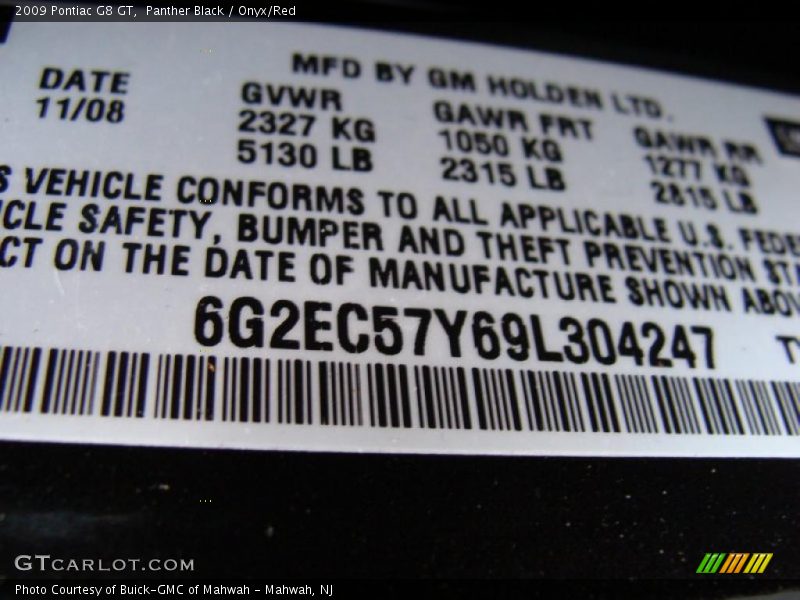 2009 Pontiac G8 GT, Panther Black / Onyx/Red
MFD BY GM HOLDEN LTD.
DATE
11/08
GVWR
2327 KG
5130 LB
GAWR FRT
1050 KG
2315 LB
GAWR RR
1277 KG
2815 LB
S VEHICLE CONFORMS TO ALL APPLICABLE U.S. FEDE
ICLE SAFETY, BUMPER AND THEFT PREVENTION STA
CT ON THE DATE OF MANUFACTURE SHOWN ABOV
6G2EC57Y69L304247
GTCARLOT.COM
Photo Courtesy of Buick-GMC of Mahwah - Mahwah, NJ